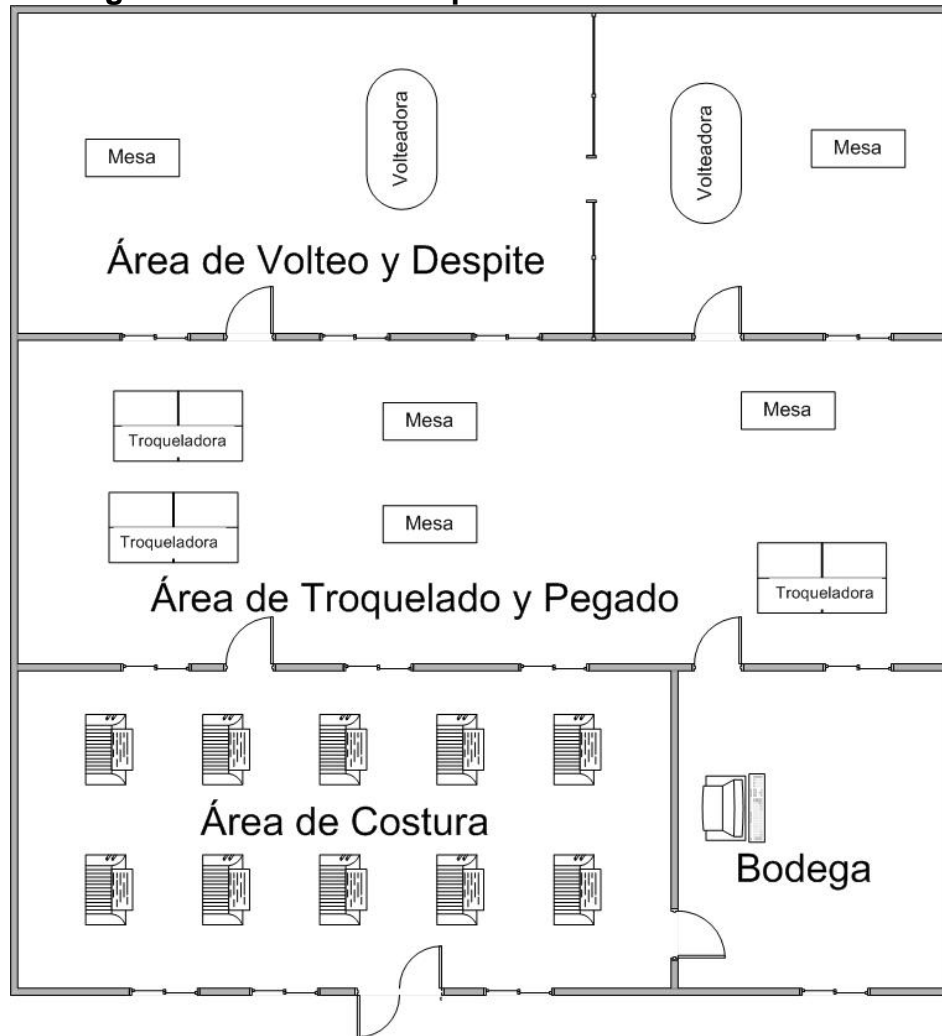 Mesa
Volteadora
Volteadora
Mesa
Área de Volteo y Despite
Troqueladora
Mesa
Mesa
Troqueladora
Mesa
Troqueladora
Área de Troquelado y Pegado
Área de Costura
Bodega